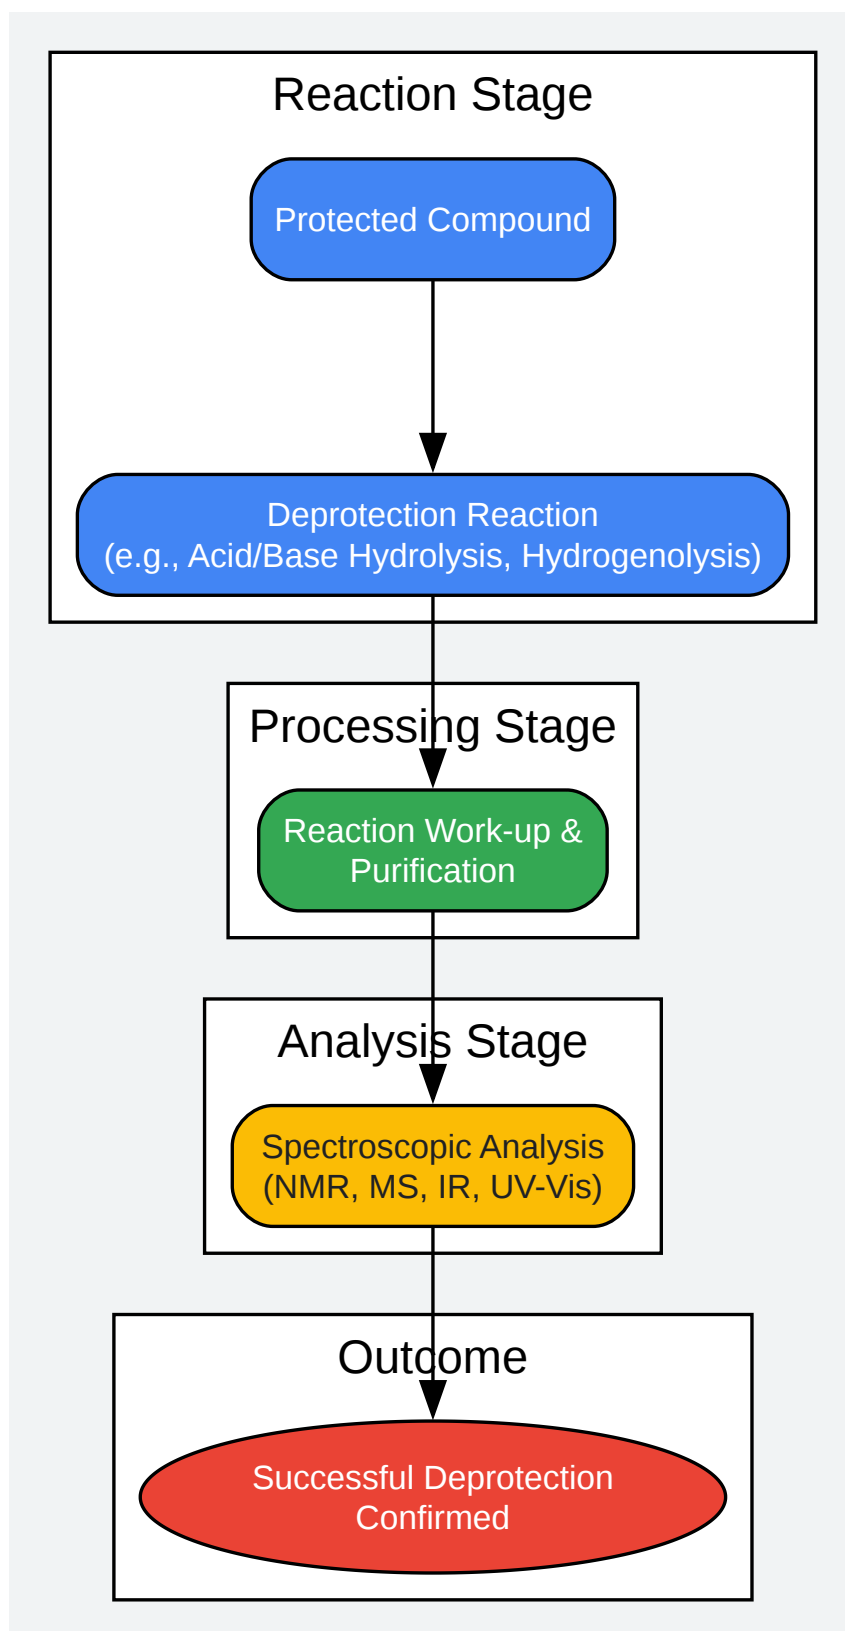 Reaction Stage
Protected Compound
Deprotection Reaction
(e.g., Acid/Base Hydrolysis, Hydrogenolysis)
Processing Stage
Reaction Work-up &
Purification
Analysis Stage
Spectroscopic Analysis
(NMR, MS, IR, UV-Vis)
Outcome
Successful Deprotection
Confirmed